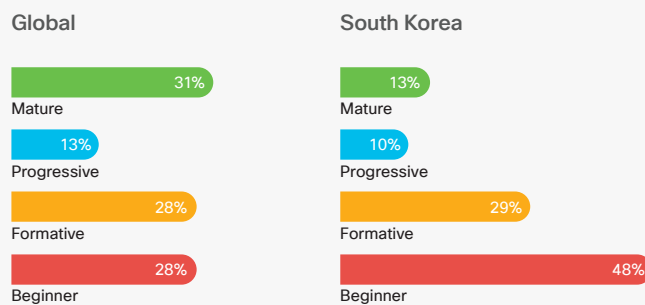 Global
31%
Mature
13%
Progressive
28%
Formative
28%
Beginner
South Korea
13%
Mature
10%
Progressive
29%
Formative
48%
Beginner